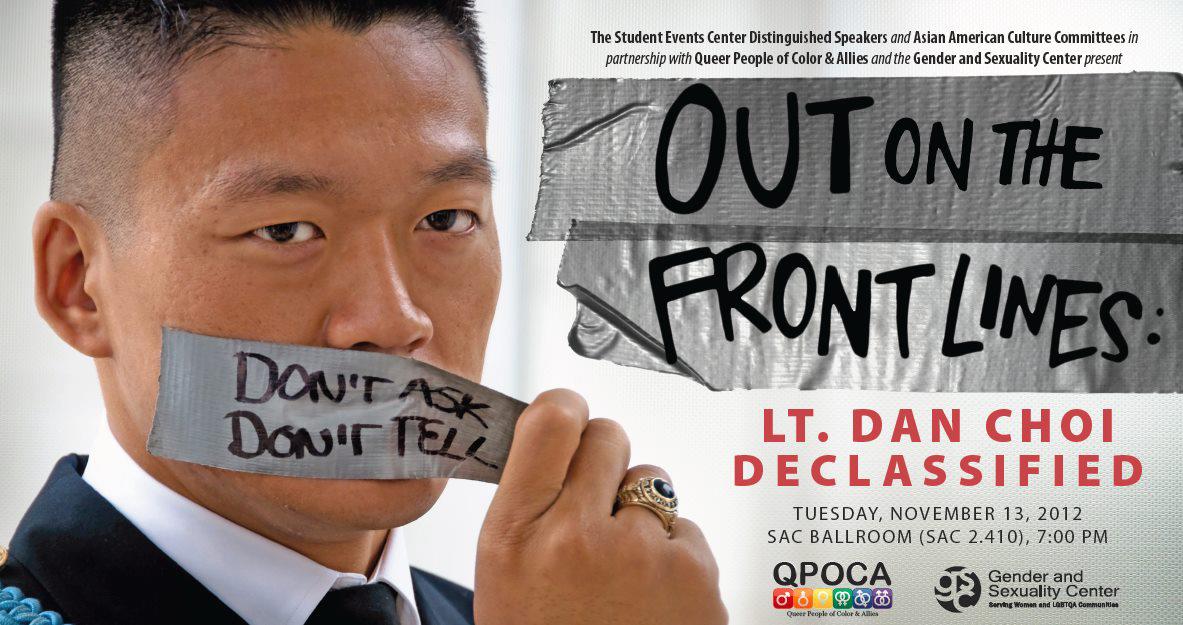 The Student Events Center Distinguished Speakers and Asian American Culture Committees in
partnership with Queer People of Color & Allies and the Gender and Sexuality Center present
OUT ON THE
FRONT LINES:
DON'T ASK
DON'T TELL
LT. DAN CHOI
DECLASSIFIED
TUESDAY, NOVEMBER 13, 2012
SAC BALLROOM (SAC 2.410), 7:00 PM
QPOCA
Queer People of Color & Allies
gsc
Gender and
Sexuality Center
Serving Women and LGBTQA Communities